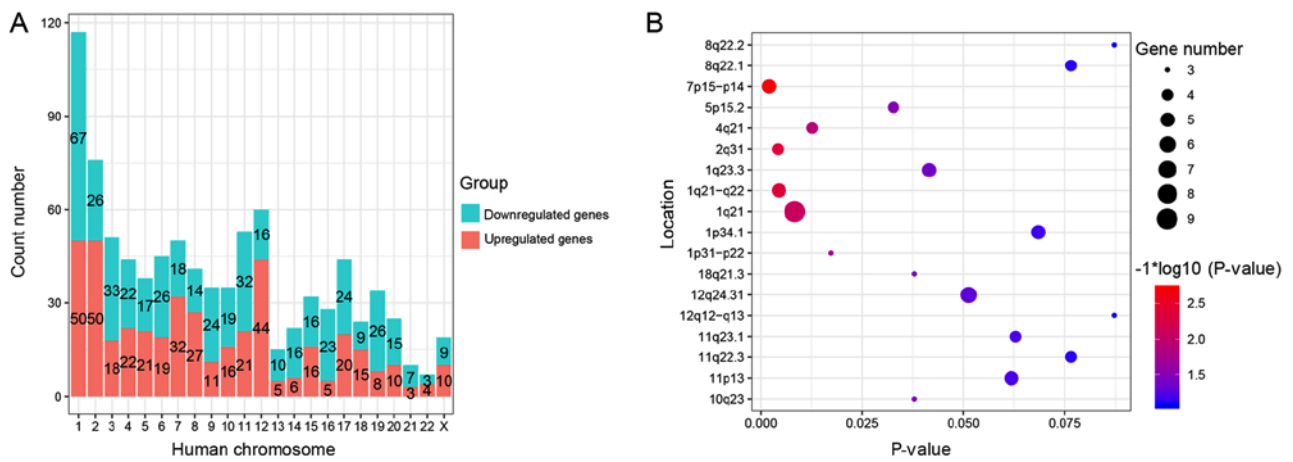 A
120
90
60
30
0
Count number
67
26
33
22
17
26
18
14
24
19
32
16
10
16
16
23
24
9
26
15
7
3
9
50
50
18
22
21
19
32
27
11
16
21
44
5
6
16
5
20
15
8
10
3
4
10
1 2 3 4 5 6 7 8 9 10 11 12 13 14 15 16 17 18 19 20 21 22 X
Human chromosome
Group
Downregulated genes
Upregulated genes
B
Location
8q22.2
8q22.1
7p15-p14
5p15.2
4q21
2q31
1q23.3
1q21-q22
1q21
1p34.1
1p31-p22
18q21.3
12q24.31
12q12-q13
11q23.1
11q22.3
11p13
10q23
0.000 0.025 0.050 0.075
P-value
Gene number
3
4
5
6
7
8
9
-1*log10 (P-value)
2.5
2.0
1.5